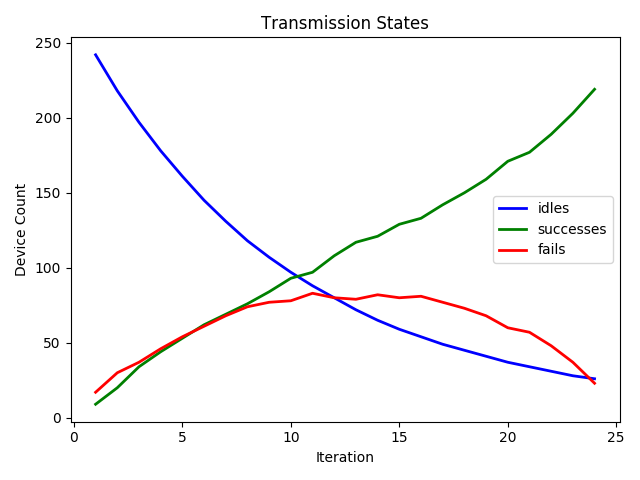 Transmission States
250
200
150
100
50
0
Device Count
idles
successes
fails
0 5 10 15 20 25
Iteration